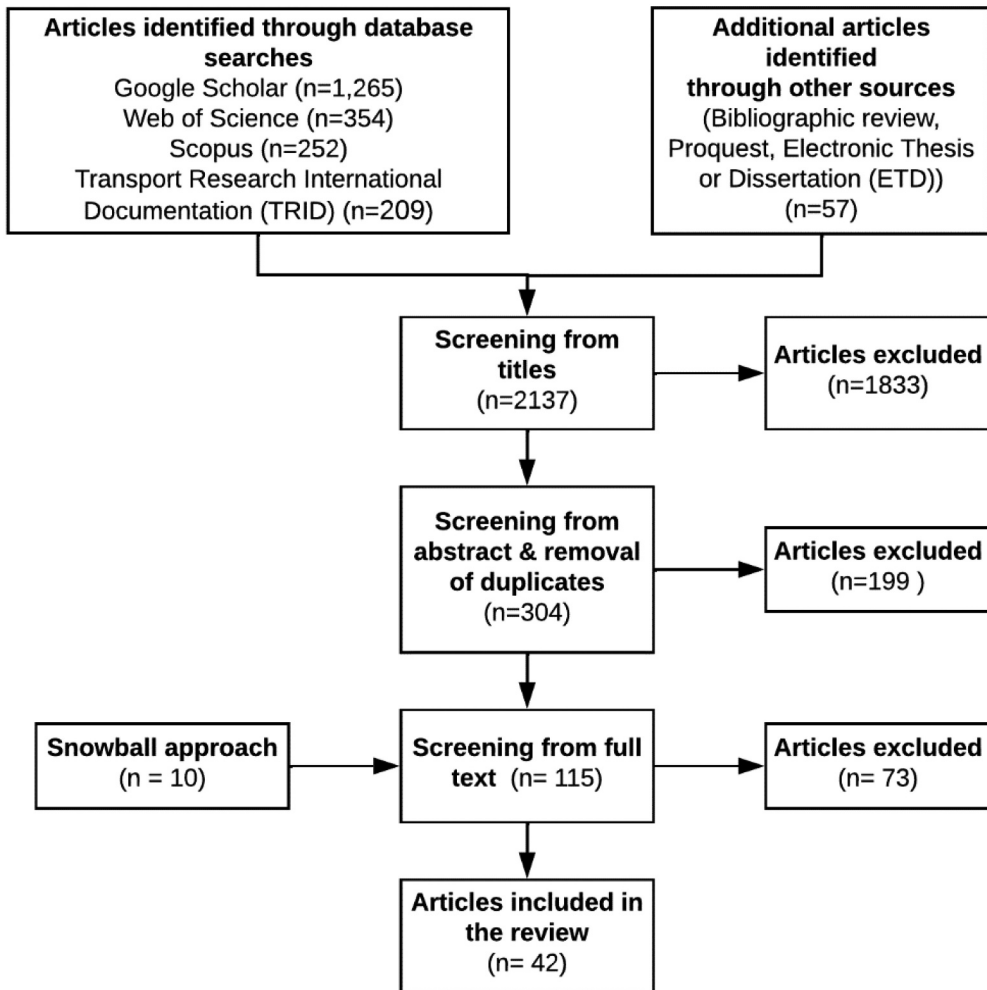 Articles identified through database
searches
Google Scholar (n=1,265)
Web of Science (n=354)
Scopus (n=252)
Transport Research International
Documentation (TRID) (n=209)
Additional articles
identified
through other sources
(Bibliographic review,
Proquest, Electronic Thesis
or Dissertation (ETD))
(n=57)
Screening from
titles
(n=2137)
Articles excluded
(n=1833)
Screening from
abstract & removal
of duplicates
(n=304)
Articles excluded
(n=199 )
Snowball approach
(n = 10)
Screening from full
text (n= 115)
Articles excluded
(n= 73)
Articles included in
the review
(n= 42)